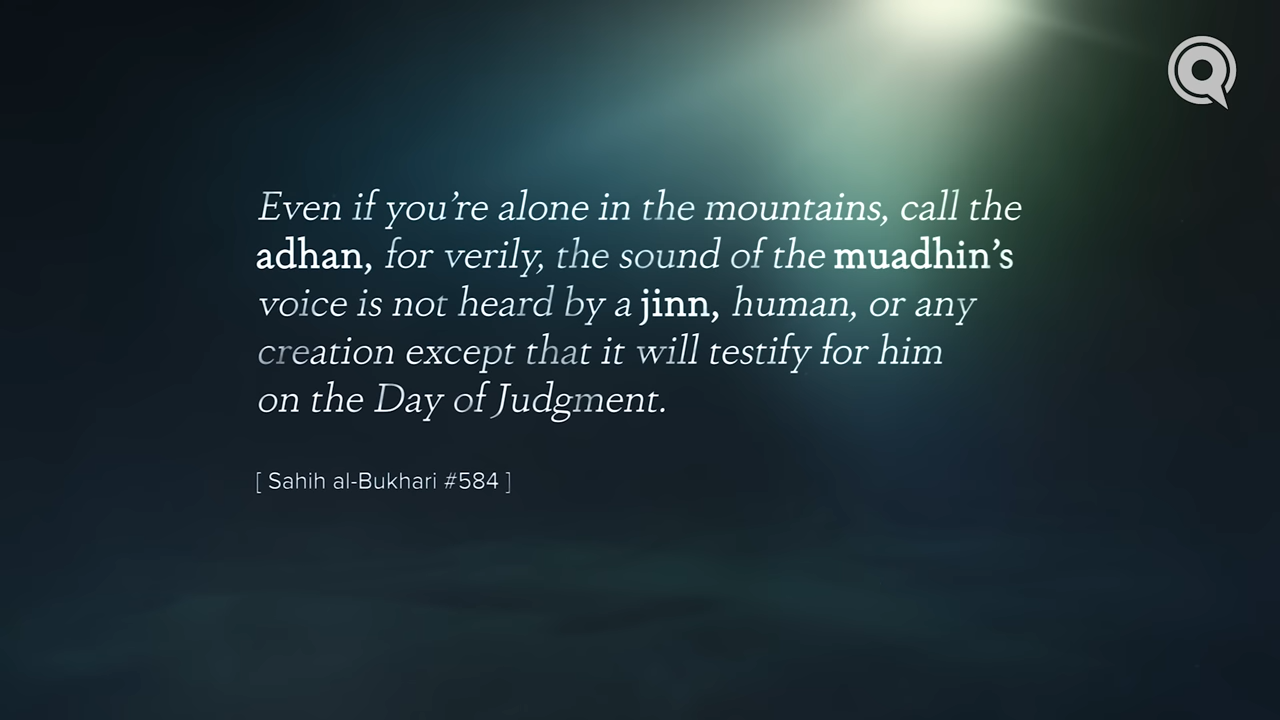 Even if you’re alone in the mountains, call the
adhan, for verily, the sound of the muadhin’s
voice is not heard by a jinn, human, or any
creation except that it will testify for him
on the Day of Judgment.
[ Sahih al-Bukhari #584 ]